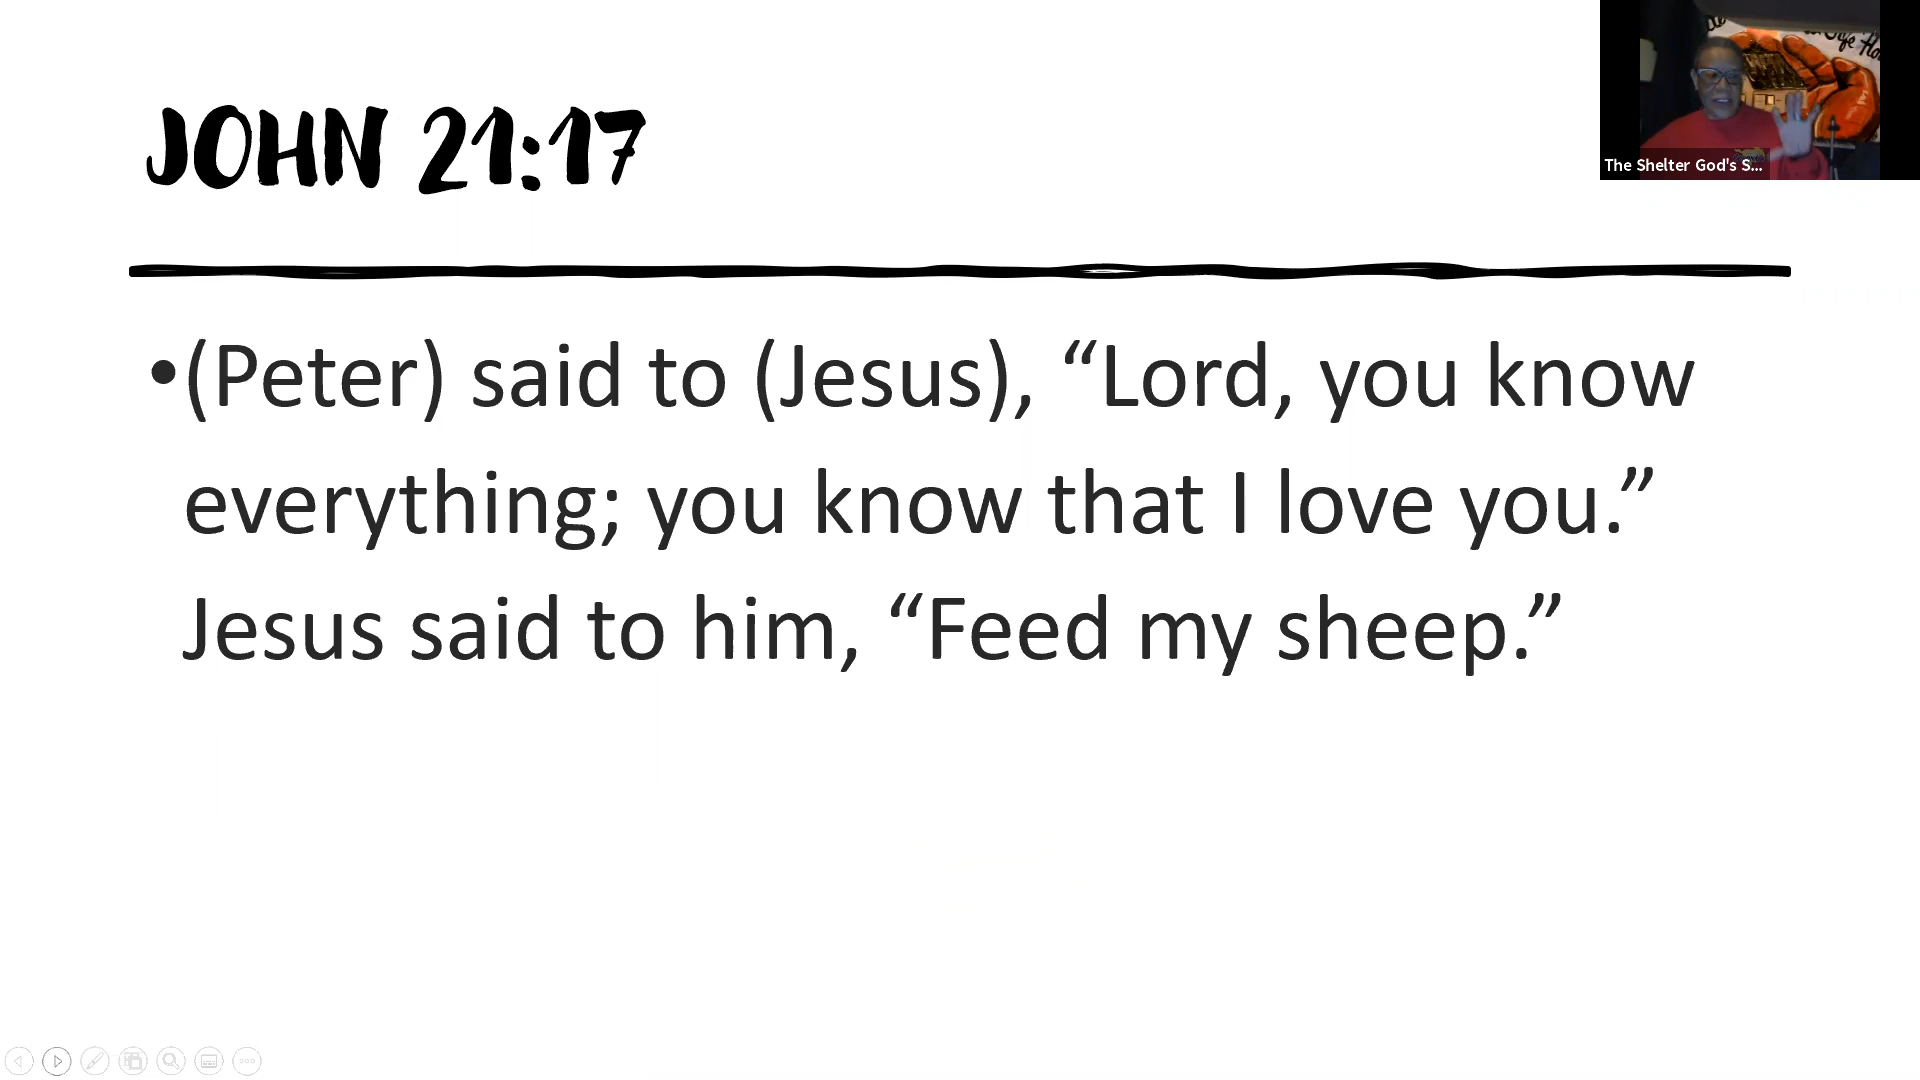 JOHN 21:17
•(Peter) said to (Jesus), “Lord, you know
everything; you know that I love you.”
Jesus said to him, “Feed my sheep.”
The Shelter God's S...